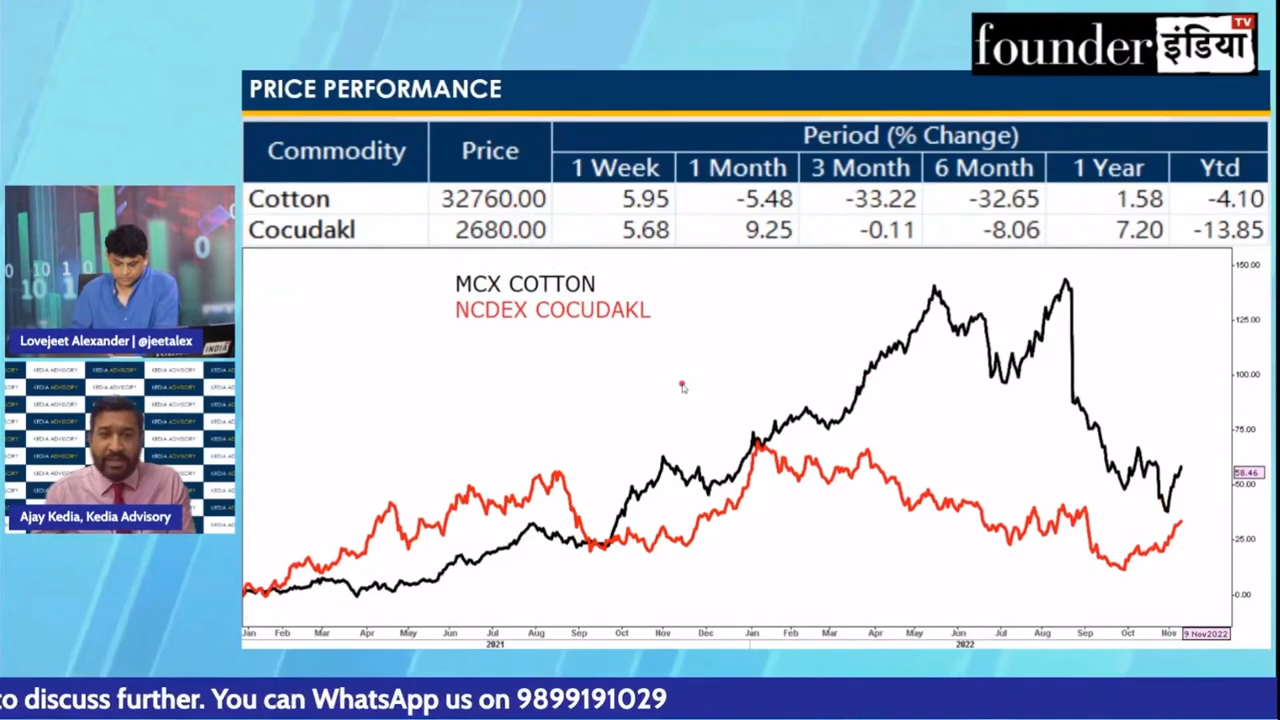 founder इंडिया TV
PRICE PERFORMANCE
Commodity Price Period (% Change)
1 Week 1 Month 3 Month 6 Month 1 Year Ytd
Cotton 32760.00 5.95 -5.48 -33.22 -32.65 1.58 -4.10
Cocudakl 2680.00 5.68 9.25 -0.11 -8.06 7.20 -13.85
MCX COTTON
NCDEX COCUDAKL
150.00
125.00
100.00
75.00
58.46
50.00
25.00
0.00
Jan Feb Mar Apr May Jun Jul Aug Sep Oct Nov Dec Jan Feb Mar Apr May Jun Jul Aug Sep Oct Nov 9 Nov2022
2021 2022
Lovejeet Alexander | @jeetalex
KEDIA ADVISORY
Ajay Kedia, Kedia Advisory
to discuss further. You can WhatsApp us on 9899191029